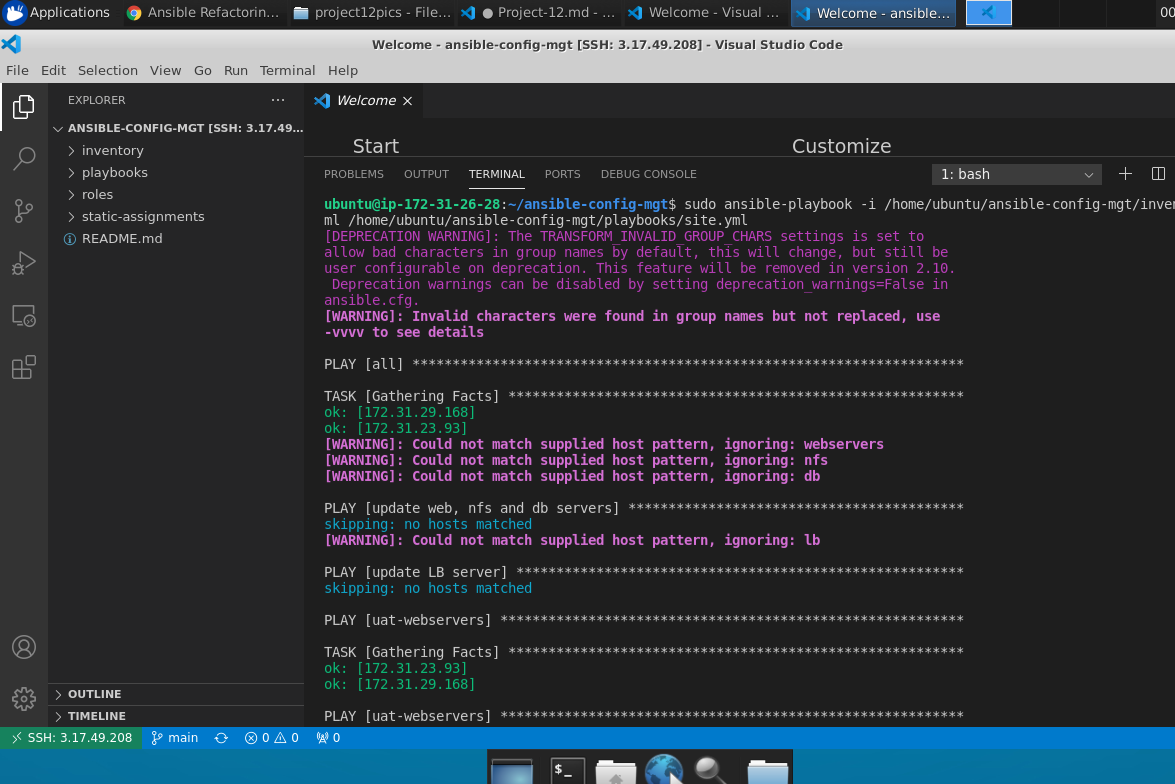 Applications
Ansible Refactorin...
project12pics - File...
● Project-12.md - ...
Welcome - Visual ...
Welcome - ansible...
00
Welcome - ansible-config-mgt [SSH: 3.17.49.208] - Visual Studio Code
File Edit Selection View Go Run Terminal Help
EXPLORER ...
Welcome ×
ANSIBLE-CONFIG-MGT [SSH: 3.17.49...
inventory
playbooks
roles
static-assignments
README.md
OUTLINE
TIMELINE
Start
Customize
PROBLEMS OUTPUT TERMINAL PORTS DEBUG CONSOLE
1: bash
ubuntu@ip-172-31-26-28:~/ansible-config-mgt$ sudo ansible-playbook -i /home/ubuntu/ansible-config-mgt/inven
ml /home/ubuntu/ansible-config-mgt/playbooks/site.yml
[DEPRECATION WARNING]: The TRANSFORM_INVALID_GROUP_CHARS settings is set to
allow bad characters in group names by default, this will change, but still be
user configurable on deprecation. This feature will be removed in version 2.10.
Deprecation warnings can be disabled by setting deprecation_warnings=False in
ansible.cfg.
[WARNING]: Invalid characters were found in group names but not replaced, use
-vvvv to see details
PLAY [all] *********************************************************************
TASK [Gathering Facts] *********************************************************
ok: [172.31.29.168]
ok: [172.31.23.93]
[WARNING]: Could not match supplied host pattern, ignoring: webservers
[WARNING]: Could not match supplied host pattern, ignoring: nfs
[WARNING]: Could not match supplied host pattern, ignoring: db
PLAY [update web, nfs and db servers] ******************************************
skipping: no hosts matched
[WARNING]: Could not match supplied host pattern, ignoring: lb
PLAY [update LB server] ********************************************************
skipping: no hosts matched
PLAY [uat-webservers] **********************************************************
TASK [Gathering Facts] *********************************************************
ok: [172.31.23.93]
ok: [172.31.29.168]
PLAY [uat-webservers] **********************************************************
SSH: 3.17.49.208 main 0 0 0
$_